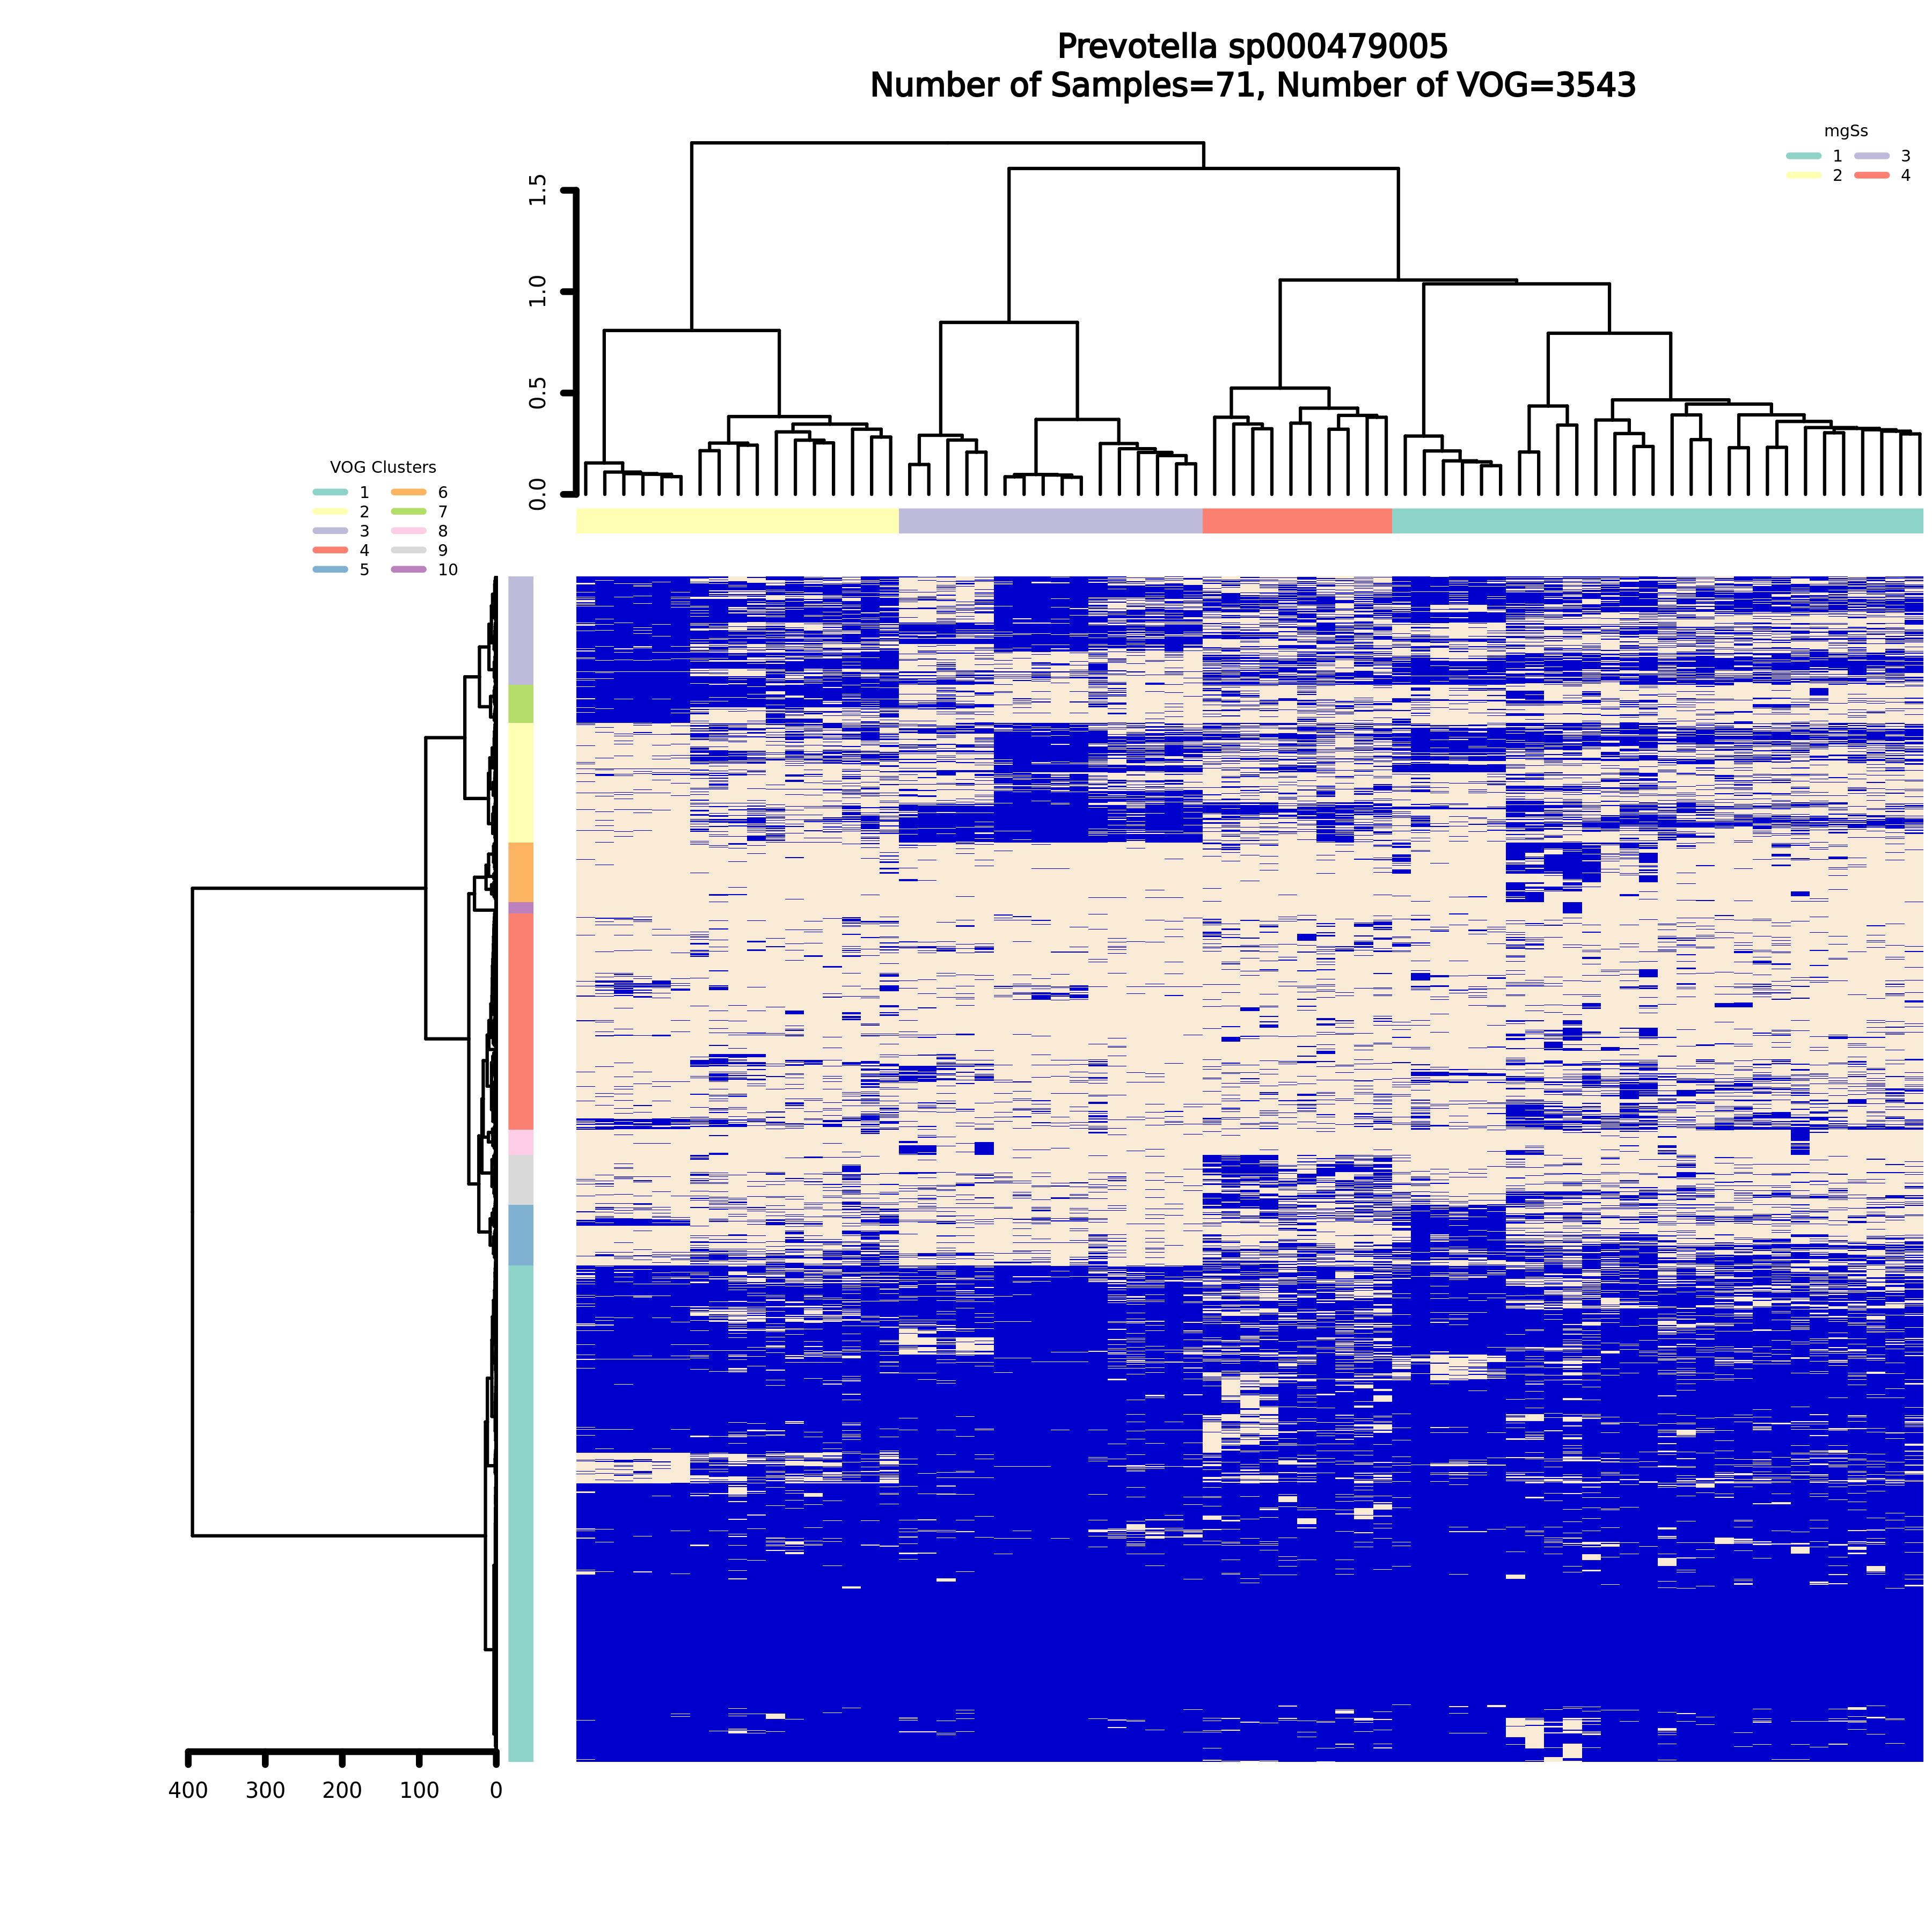 Prevotella sp000479005
Number of Samples=71, Number of VOG=3543
mgSs
1 3
2 4
1.5
1.0
0.5
0.0
VOG Clusters
1 6
2 7
3 8
4 9
5 10
400 300 200 100 0